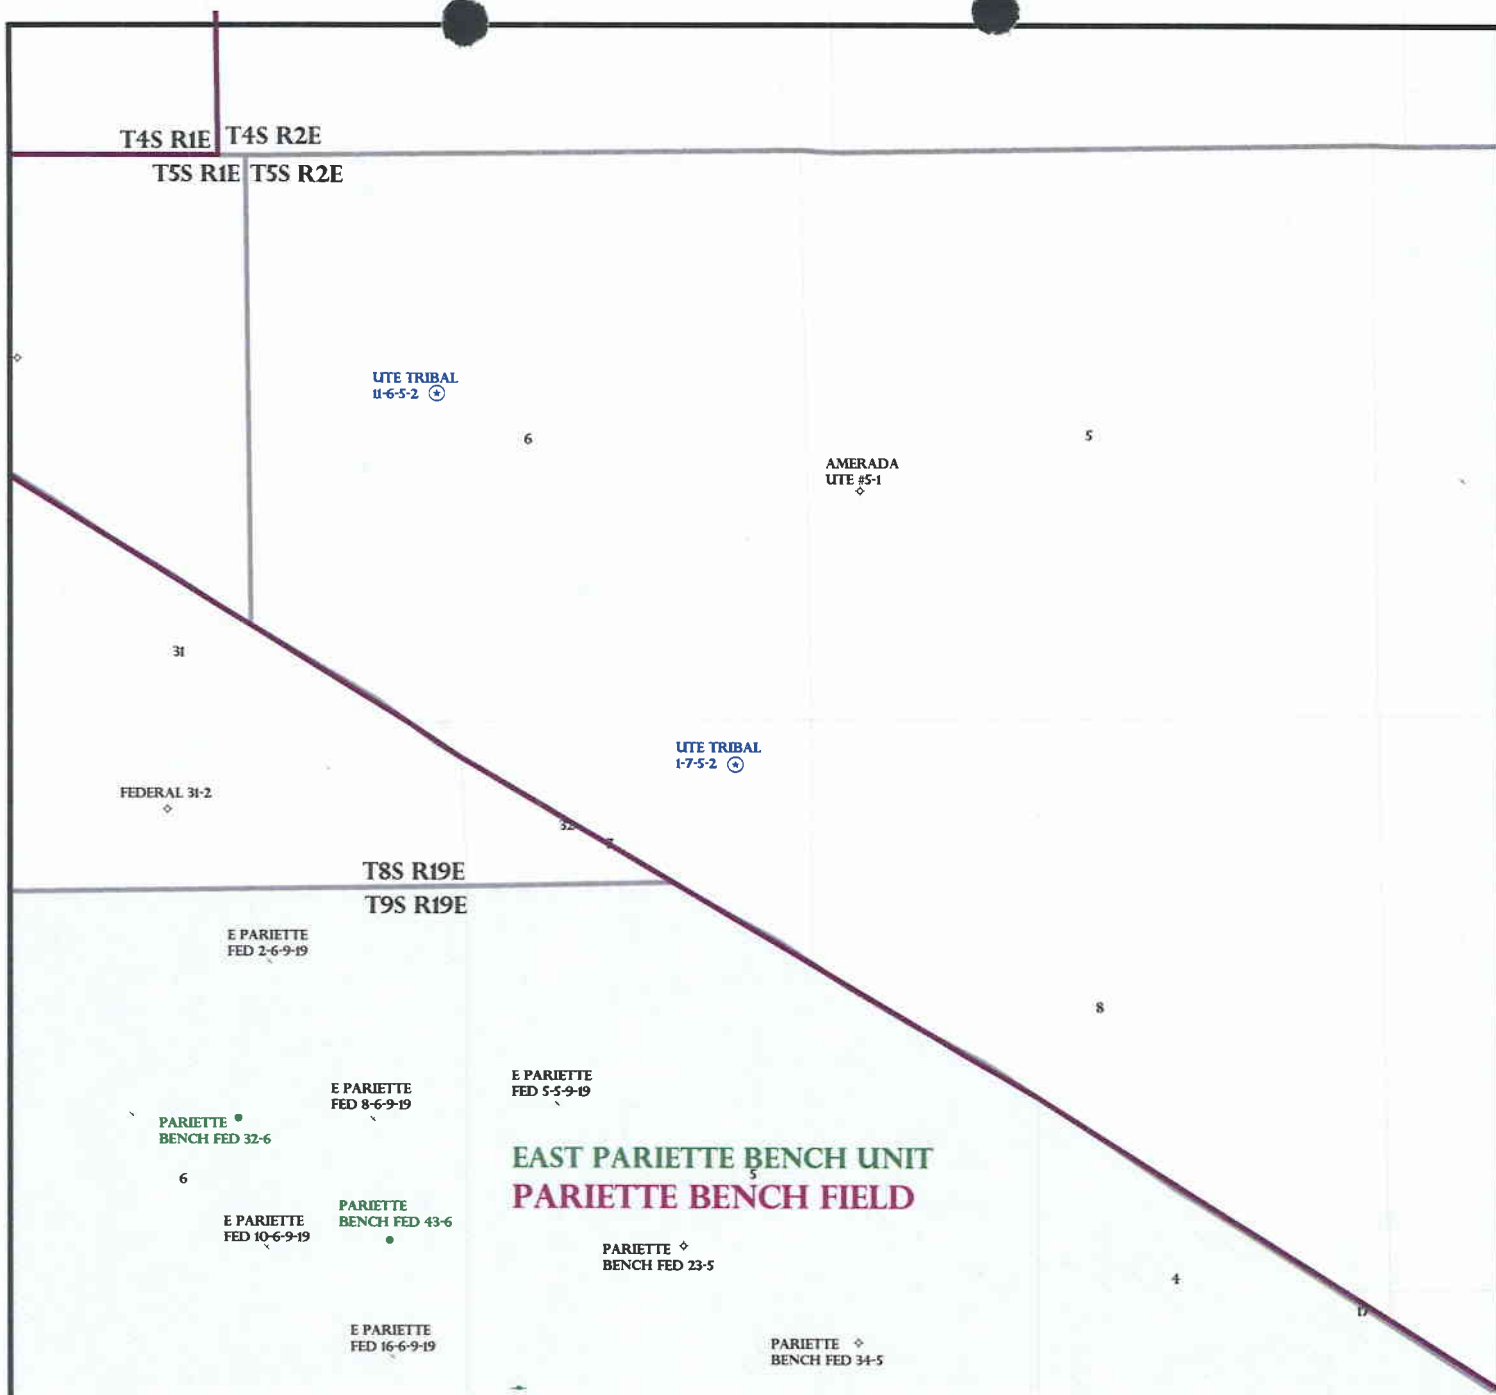 T4S R1E T4S R2E
T5S R1E T5S R2E
UTE TRIBAL
11-6-5-2
6
5
AMERADA
UTE #5-1
31
UTE TRIBAL
1-7-5-2
FEDERAL 31-2
32
7
T8S R19E
T9S R19E
E PARIETTE
FED 2-6-9-19
8
E PARIETTE
FED 5-5-9-19
E PARIETTE
FED 8-6-9-19
PARIETTE
BENCH FED 32-6
EAST PARIETTE BENCH UNIT
5
6
PARIETTE BENCH FIELD
PARIETTE
BENCH FED 43-6
E PARIETTE
FED 10-6-9-19
PARIETTE
BENCH FED 23-5
4
17
E PARIETTE
FED 16-6-9-19
PARIETTE
BENCH FED 34-5